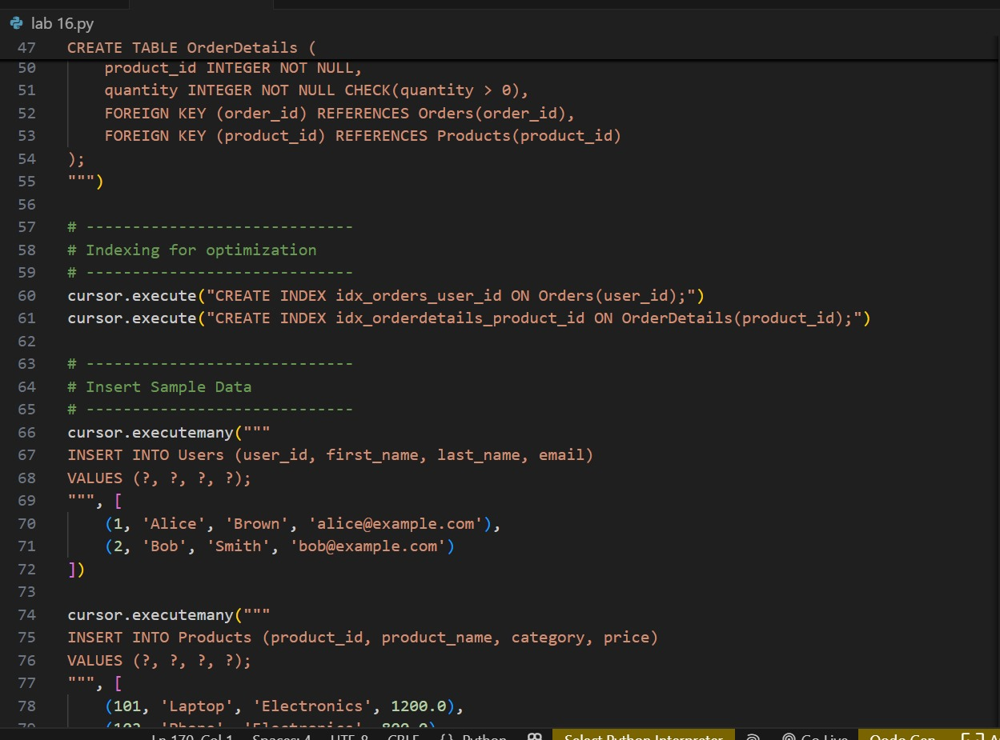 lab 16.py
47 CREATE TABLE OrderDetails (
50 product_id INTEGER NOT NULL,
51 quantity INTEGER NOT NULL CHECK(quantity > 0),
52 FOREIGN KEY (order_id) REFERENCES Orders(order_id),
53 FOREIGN KEY (product_id) REFERENCES Products(product_id)
54 );
55 """)
56
57 # -----------------------------
58 # Indexing for optimization
59 # -----------------------------
60 cursor.execute("CREATE INDEX idx_orders_user_id ON Orders(user_id);")
61 cursor.execute("CREATE INDEX idx_orderdetails_product_id ON OrderDetails(product_id);")
62
63 # -----------------------------
64 # Insert Sample Data
65 # -----------------------------
66 cursor.executemany("""
67 INSERT INTO Users (user_id, first_name, last_name, email)
68 VALUES (?, ?, ?, ?);
69 """, [
70 (1, 'Alice', 'Brown', 'alice@example.com'),
71 (2, 'Bob', 'Smith', 'bob@example.com')
72 ])
73
74 cursor.executemany("""
75 INSERT INTO Products (product_id, product_name, category, price)
76 VALUES (?, ?, ?, ?);
77 """, [
78 (101, 'Laptop', 'Electronics', 1200.0),
79 (102, 'Phone', 'Electronics', 800.0)
Ln 170, Col 1 Spaces: 4 UTF-8 CRLF {} Python Select Python Interpreter Go Live Qodo Gen